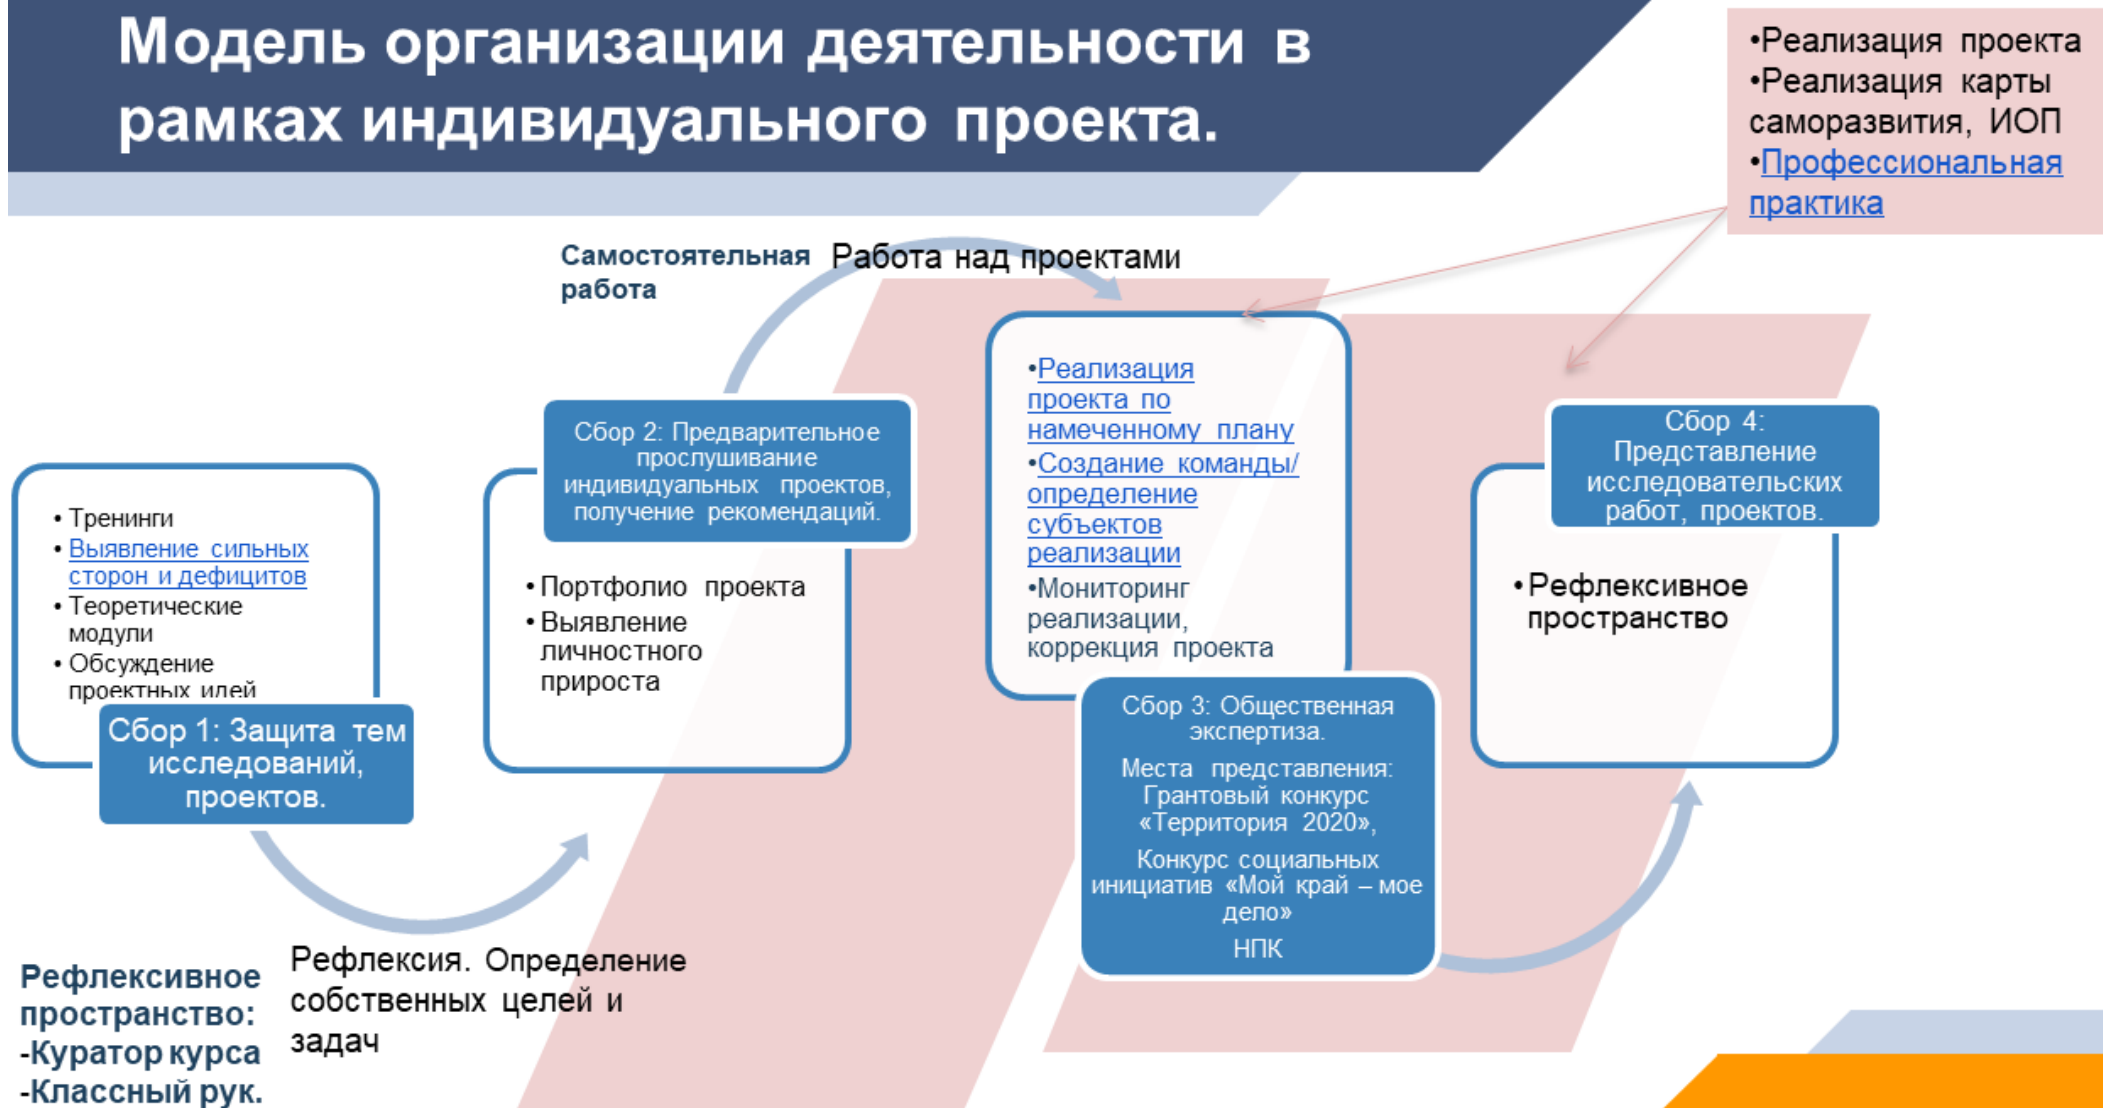 Модель организации деятельности в
рамках индивидуального проекта.
•Реализация проекта
•Реализация карты
саморазвития, ИОП
•Профессиональная
практика
Самостоятельная
работа
Работа над проектами
• Тренинги
• Выявление сильных
сторон и дефицитов
• Теоретические
модули
• Обсуждение
проектных идей
Сбор 1: Защита тем
исследований,
проектов.
Сбор 2: Предварительное
прослушивание
индивидуальных проектов,
получение рекомендаций.
• Портфолио проекта
• Выявление
личностного
прироста
•Реализация
проекта по
намеченному плану
•Создание команды/
определение
субъектов
реализации
•Мониторинг
реализации,
коррекция проекта
Сбор 3: Общественная
экспертиза.
Места представления:
Грантовый конкурс
«Территория 2020»,
Конкурс социальных
инициатив «Мой край – мое
дело»
НПК
Сбор 4:
Представление
исследовательских
работ, проектов.
• Рефлексивное
пространство
Рефлексивное
пространство:
-Куратор курса
-Классный рук.
Рефлексия. Определение
собственных целей и
задач